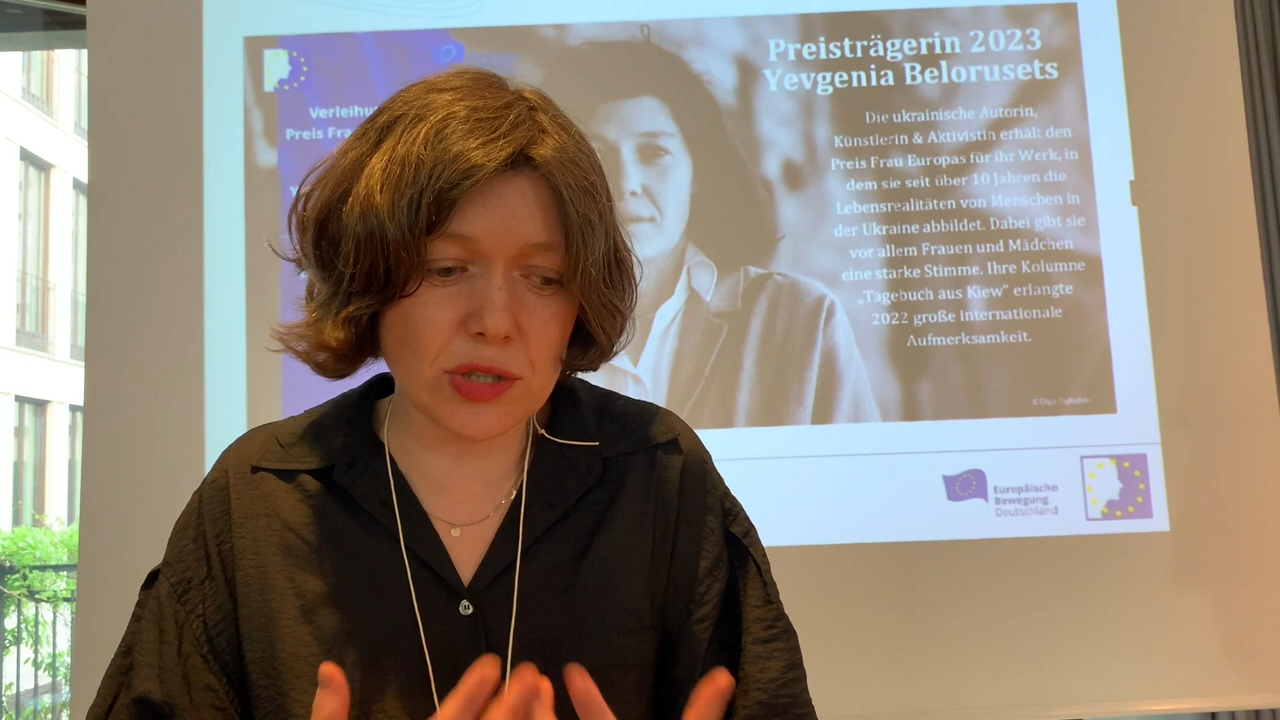 Verleihu
Preis Fra
Preisträgerin 2023
Yevgenia Belorusets
Die ukrainische Autorin,
Künstlerin & Aktivistin erhält den
Preis Frau Europas für ihr Werk, in
dem sie seit über 10 Jahren die
Lebensrealitäten von Menschen in
der Ukraine abbildet. Dabei gibt sie
vor allem Frauen und Mädchen
eine starke Stimme. Ihre Kolumne
„Tagebuch aus Kiew" erlangte
2022 große internationale
Aufmerksamkeit.
Europäische
Bewegung
Deutschland